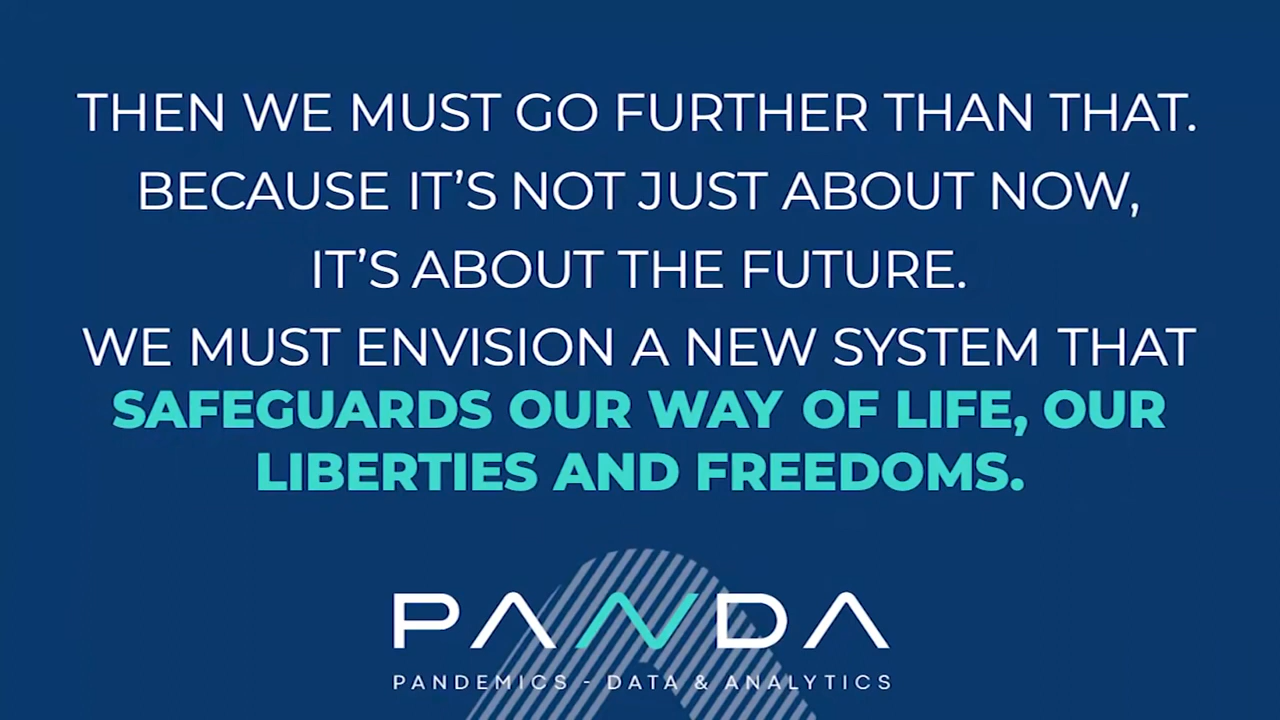 THEN WE MUST GO FURTHER THAN THAT.
BECAUSE IT'S NOT JUST ABOUT NOW,
IT'S ABOUT THE FUTURE.
WE MUST ENVISION A NEW SYSTEM THAT
SAFEGUARDS OUR WAY OF LIFE, OUR
LIBERTIES AND FREEDOMS.
PANDA
PANDEMICS - DATA & ANALYTICS